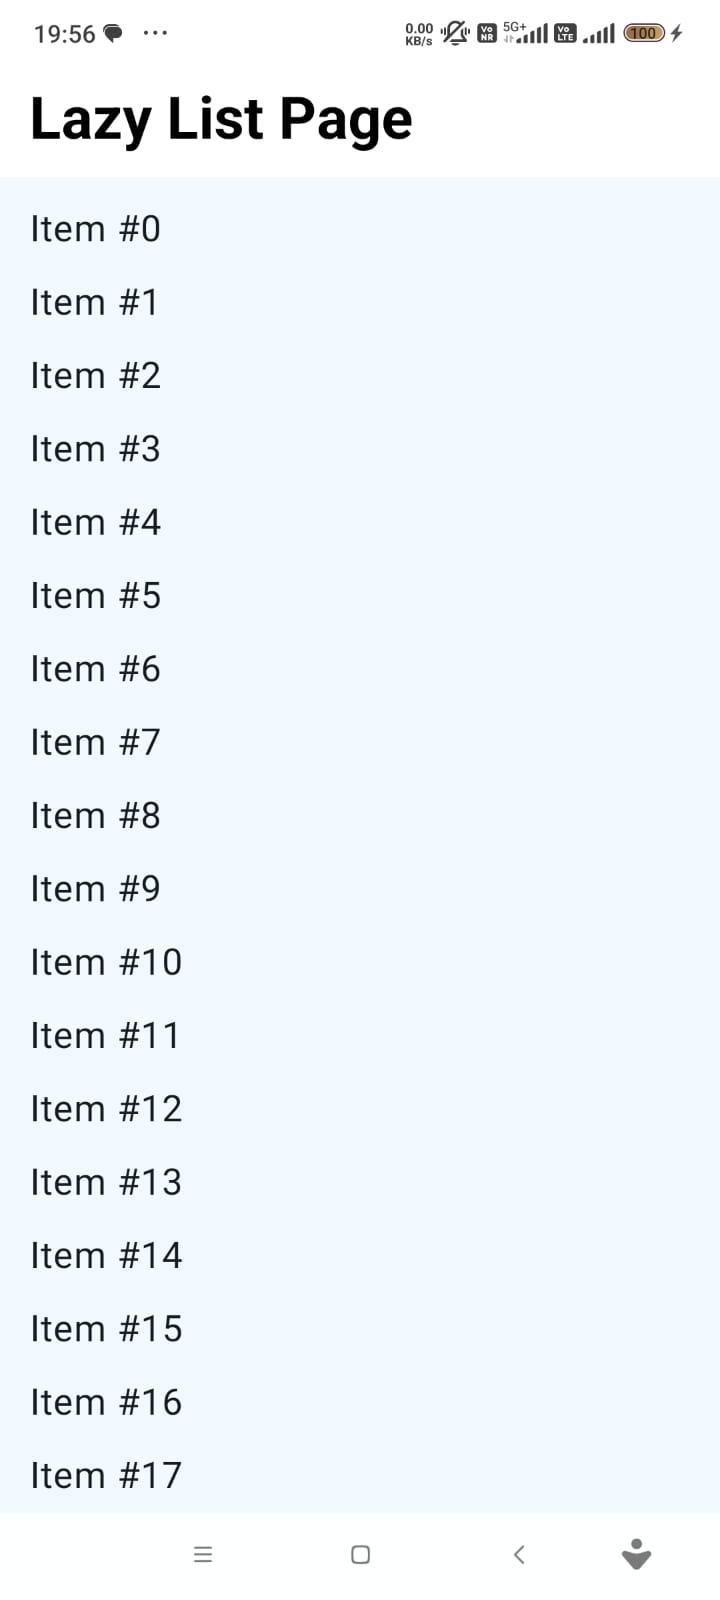 19:56 ... 0.00 KB/s Vo NR 5G+ Vo LTE 100
Lazy List Page
Item #0
Item #1
Item #2
Item #3
Item #4
Item #5
Item #6
Item #7
Item #8
Item #9
Item #10
Item #11
Item #12
Item #13
Item #14
Item #15
Item #16
Item #17